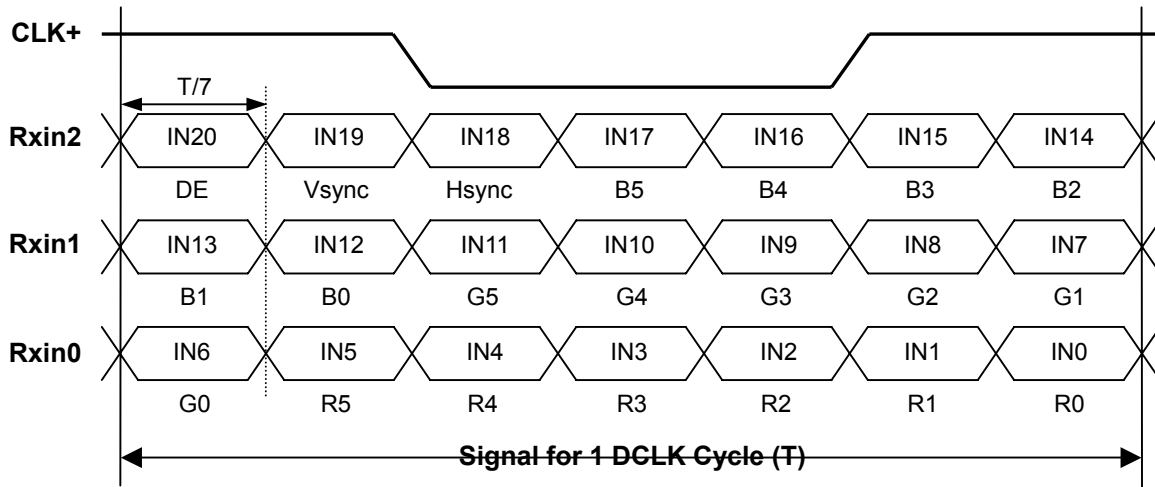 CLK+
T/7
Rxin2 IN20 IN19 IN18 IN17 IN16 IN15 IN14
DE Vsync Hsync B5 B4 B3 B2
Rxin1 IN13 IN12 IN11 IN10 IN9 IN8 IN7
B1 B0 G5 G4 G3 G2 G1
Rxin0 IN6 IN5 IN4 IN3 IN2 IN1 IN0
G0 R5 R4 R3 R2 R1 R0
Signal for 1 DCLK Cycle (T)